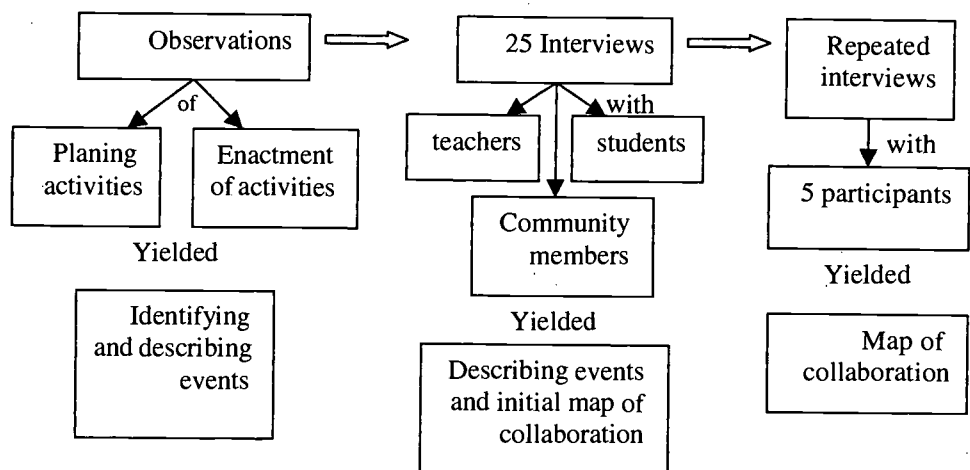 Observations
of
Planing
activities
Enactment
of activities
Yielded
Identifying
and describing
events
25 Interviews
with
teachers
students
Community
members
Yielded
Describing events
and initial map of
collaboration
Repeated
interviews
with
5 participants
Yielded
Map of
collaboration